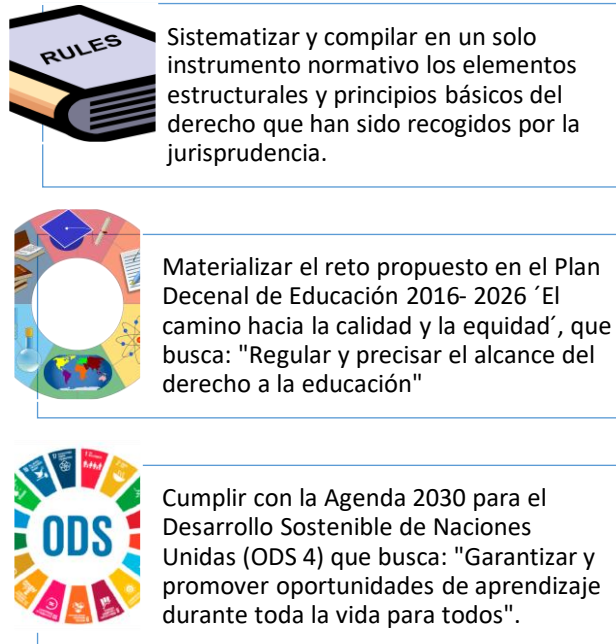 RULES
Sistematizar y compilar en un solo
instrumento normativo los elementos
estructurales y principios básicos del
derecho que han sido recogidos por la
jurisprudencia.
Materializar el reto propuesto en el Plan
Decenal de Educación 2016- 2026 ´El
camino hacia la calidad y la equidad´, que
busca: "Regular y precisar el alcance del
derecho a la educación"
ODS
Cumplir con la Agenda 2030 para el
Desarrollo Sostenible de Naciones
Unidas (ODS 4) que busca: "Garantizar y
promover oportunidades de aprendizaje
durante toda la vida para todos".